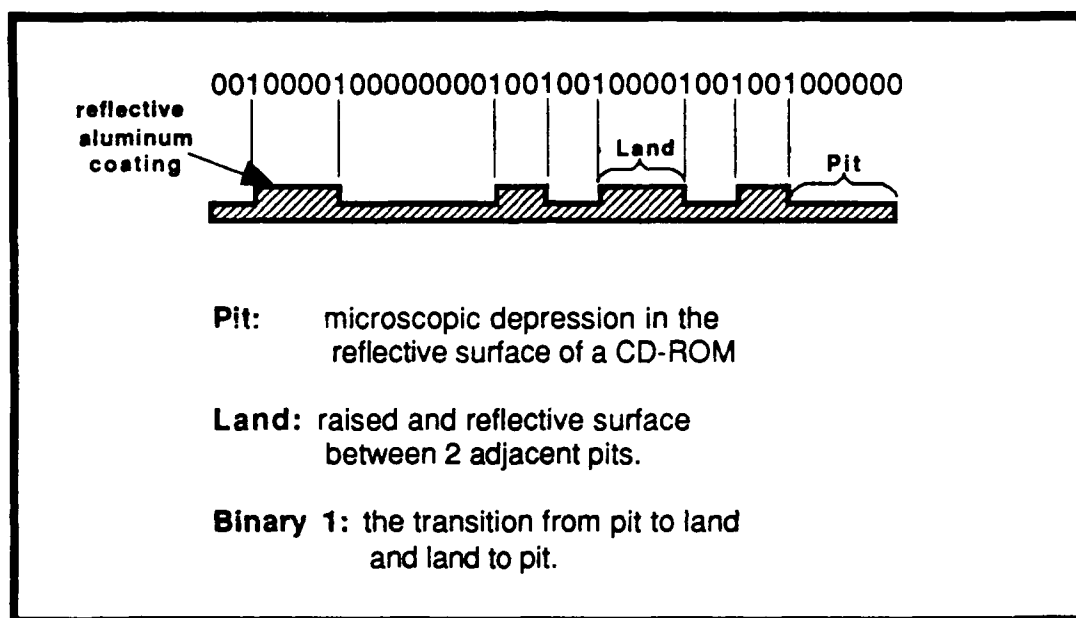 0010000100000000100100100001001001000000
reflective
aluminum
coating
Land
Pit
Pit: microscopic depression in the
reflective surface of a CD-ROM
Land: raised and reflective surface
between 2 adjacent pits.
Binary 1: the transition from pit to land
and land to pit.